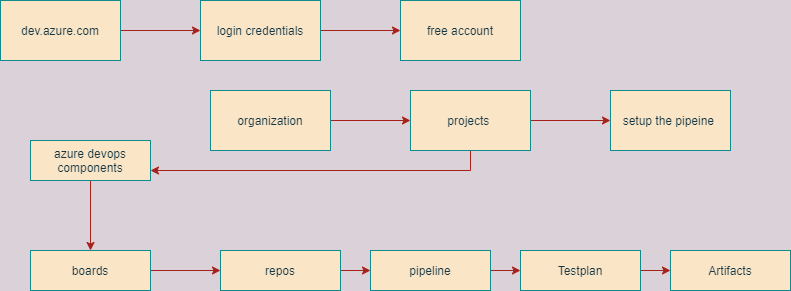 dev.azure.com
login credentials
free account
organization
projects
setup the pipeine
azure devops
components
boards
repos
pipeline
Testplan
Artifacts